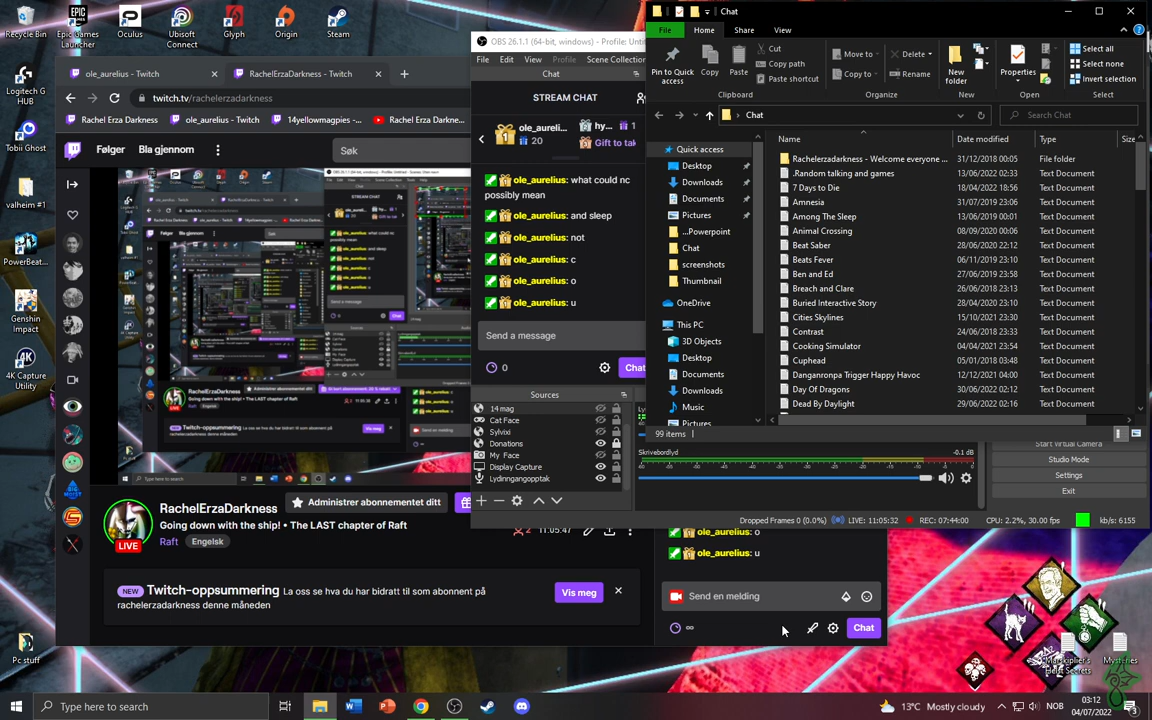 Recycle Bin
Epic Games Launcher
Oculus
Ubisoft Connect
Glyph
Origin
Steam
Logitech G HUB
Tobii Ghost
valheim #1
PowerBeat...
Genshin Impact
4K Capture Utility
Pc stuff
ole_aurelius - Twitch
RachelErzaDarkness - Twitch
twitch.tv/rachelerzadarkness
Rachel Erza Darkness
ole_aurelius - Twitch
14yellowmagpies -...
Rachel Erza Darkne...
Følger
Bla gjennom
Søk
LIVE
RachelErzaDarkness
Administrer abonnementet ditt
Going down with the ship! • The LAST chapter of Raft
Raft
Engelsk
2
11:05:47
NEW Twitch-oppsummering La oss se hva du har bidratt til som abonnent på
rachelerzadarkness denne måneden
Vis meg
OBS 26.1.1 (64-bit, windows) - Profile: Unti
File
Edit
View
Profile
Scene Collection
Chat
STREAM CHAT
ole_aureli...
20
hy...
1
Gift to tak
ole_aurelius: what could nc
possibly mean
ole_aurelius: and sleep
ole_aurelius: not
ole_aurelius: c
ole_aurelius: o
ole_aurelius: u
Send a message
0
Chat
Sources
14 mag
Cat Face
Sylvixi
Donations
My Face
Display Capture
Lydinngangopptak
Skrivebordlyd
-0.1 dB
Start Virtual Camera
Studio Mode
Settings
Exit
Dropped Frames 0 (0.0%)
LIVE: 11:05:32
REC: 07:44:00
CPU: 2.2%, 30.00 fps
kb/s: 6155
ole_aurelius: o
ole_aurelius: u
Send en melding
∞
Chat
Chat
File
Home
Share
View
Pin to Quick access
Copy
Paste
Cut
Copy path
Paste shortcut
Clipboard
Move to
Copy to
Delete
Rename
Organize
New folder
New
Properties
Open
Select all
Select none
Invert selection
Select
Chat
Search Chat
Quick access
Desktop
Downloads
Documents
Pictures
...Powerpoint
Chat
screenshots
Thumbnail
OneDrive
This PC
3D Objects
Desktop
Documents
Downloads
Music
Pictures
Name
Date modified
Type
Size
Rachelerzadarkness - Welcome everyone ... 31/12/2018 00:05 File folder
.Random talking and games 13/06/2022 02:33 Text Document
7 Days to Die 18/04/2022 18:56 Text Document
Amnesia 31/07/2019 23:06 Text Document
Among The Sleep 13/06/2019 00:01 Text Document
Animal Crossing 08/09/2020 00:06 Text Document
Beat Saber 28/06/2020 22:12 Text Document
Beats Fever 06/11/2019 23:10 Text Document
Ben and Ed 27/06/2019 23:58 Text Document
Breach and Clare 26/06/2018 23:13 Text Document
Buried Interactive Story 28/04/2020 23:10 Text Document
Cities Skylines 15/10/2021 23:30 Text Document
Contrast 24/06/2018 23:33 Text Document
Cooking Simulator 04/04/2021 23:54 Text Document
Cuphead 05/01/2018 03:48 Text Document
Danganronpa Trigger Happy Havoc 12/12/2021 04:00 Text Document
Day Of Dragons 30/06/2022 02:12 Text Document
Dead By Daylight 29/06/2022 02:16 Text Document
99 items
Mysteries
Type here to search
13°C Mostly cloudy
NOB
03:12
04/07/2022
3